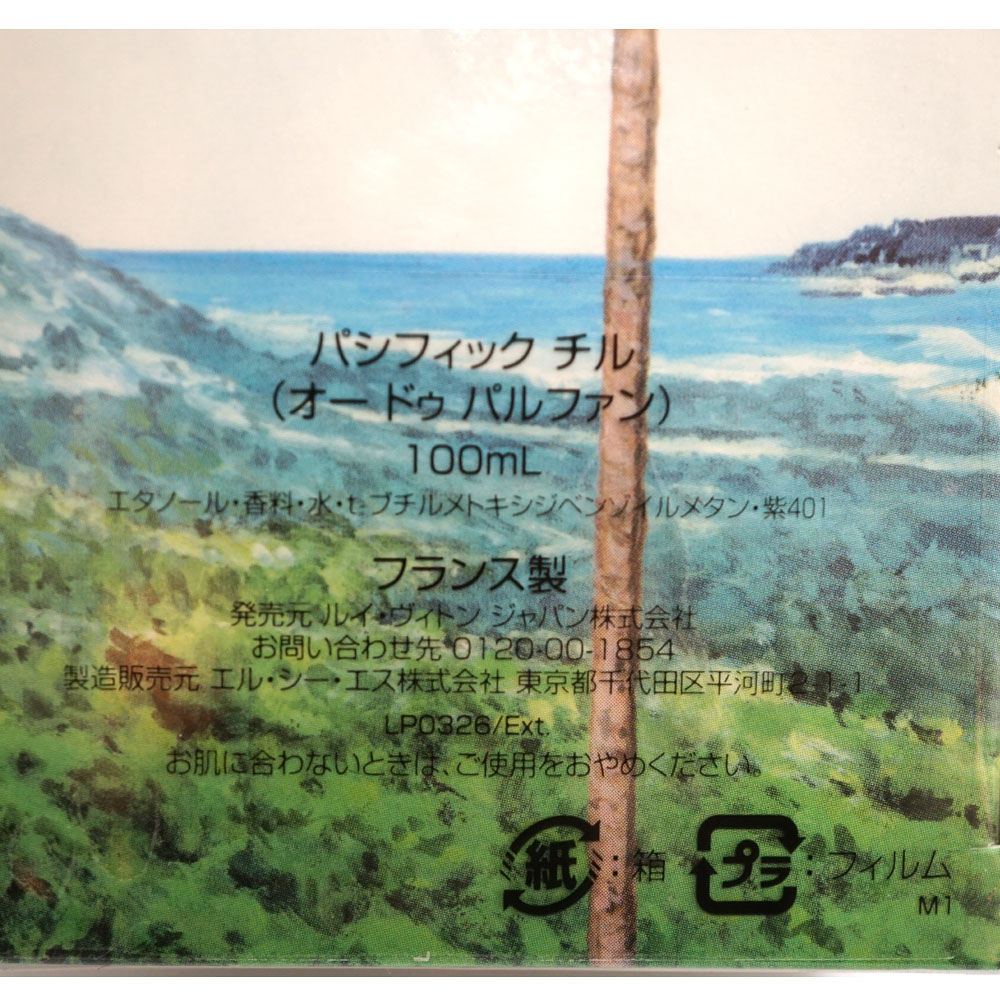 パシフィック チル
(オー ドゥ パルファン)
100mL
エタノール・香料・水・t-ブチルメトキシジベンゾイルメタン・紫401
フランス製
発売元 ルイ・ヴィトン ジャパン株式会社
お問い合わせ先 0120-00-1854
製造販売元 エル・シー・エス株式会社 東京都千代田区平河町2-1-1
LP0326/Ext.
お肌に合わないときは、ご使用をおやめください。
紙 : 箱 プラ : フィルム
M1